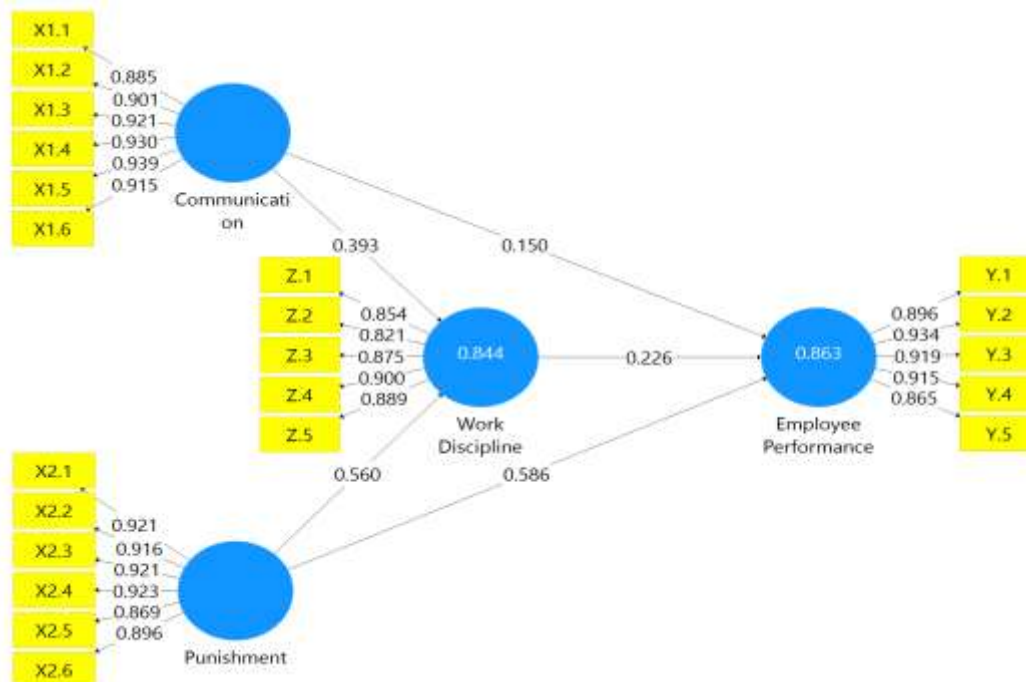 X1.1
X1.2
X1.3
X1.4
X1.5
X1.6
0.885
0.901
0.921
0.930
0.939
0.915
Communicati
on
0.393
0.150
Z.1
Z.2
Z.3
Z.4
Z.5
0.854
0.821
0.875
0.900
0.889
0.844
Work
Discipline
0.226
0.863
Employee
Performance
0.896
0.934
0.919
0.915
0.865
Y.1
Y.2
Y.3
Y.4
Y.5
0.560
0.586
X2.1
X2.2
X2.3
X2.4
X2.5
X2.6
0.921
0.916
0.921
0.923
0.869
0.896
Punishment